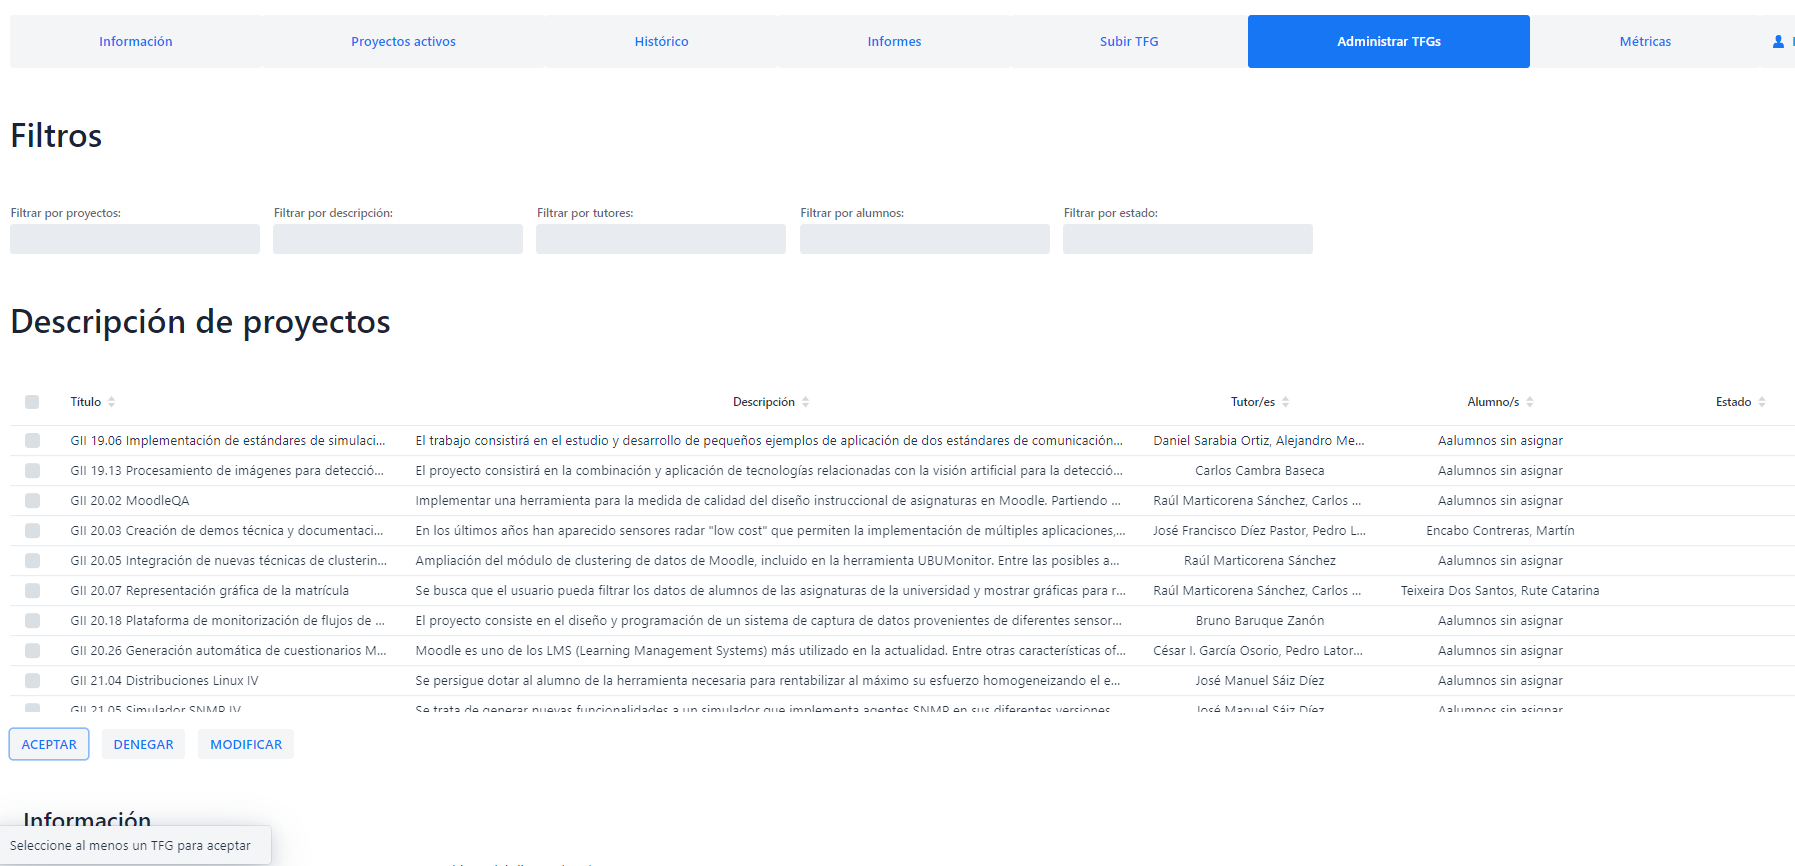 Información Proyectos activos Histórico Informes Subir TFG Administrar TFGs Métricas
Filtros
Filtrar por proyectos: Filtrar por descripción: Filtrar por tutores: Filtrar por alumnos: Filtrar por estado:
Descripción de proyectos
Título Descripción Tutor/es Alumno/s Estado
GII 19.06 Implementación de estándares de simulaci... El trabajo consistirá en el estudio y desarrollo de pequeños ejemplos de aplicación de dos estándares de comunicación... Daniel Sarabia Ortiz, Alejandro Me... Aalumnos sin asignar
GII 19.13 Procesamiento de imágenes para detecció... El proyecto consistirá en la combinación y aplicación de tecnologías relacionadas con la visión artificial para la detecció... Carlos Cambra Baseca Aalumnos sin asignar
GII 20.02 MoodleQA Implementar una herramienta para la medida de calidad del diseño instruccional de asignaturas en Moodle. Partiendo ... Raúl Marticorena Sánchez, Carlos ... Aalumnos sin asignar
GII 20.03 Creación de demos técnica y documentaci... En los últimos años han aparecido sensores radar "low cost" que permiten la implementación de múltiples aplicaciones,... José Francisco Díez Pastor, Pedro L... Encabo Contreras, Martín
GII 20.05 Integración de nuevas técnicas de clusterin... Ampliación del módulo de clustering de datos de Moodle, incluido en la herramienta UBUMonitor. Entre las posibles a... Raúl Marticorena Sánchez Aalumnos sin asignar
GII 20.07 Representación gráfica de la matrícula Se busca que el usuario pueda filtrar los datos de alumnos de las asignaturas de la universidad y mostrar gráficas para r... Raúl Marticorena Sánchez, Carlos ... Teixeira Dos Santos, Rute Catarina
GII 20.18 Plataforma de monitorización de flujos de ... El proyecto consiste en el diseño y programación de un sistema de captura de datos provenientes de diferentes sensor... Bruno Baruque Zanón Aalumnos sin asignar
GII 20.26 Generación automática de cuestionarios M... Moodle es uno de los LMS (Learning Management Systems) más utilizado en la actualidad. Entre otras características of... César I. García Osorio, Pedro Lator... Aalumnos sin asignar
GII 21.04 Distribuciones Linux IV Se persigue dotar al alumno de la herramienta necesaria para rentabilizar al máximo su esfuerzo homogeneizando el e... José Manuel Sáiz Díez Aalumnos sin asignar
GII 21.05 Simulador SNMP IV Se trata de generar nuevas funcionalidades a un simulador que implementa agentes SNMP en sus diferentes versiones. José Manuel Sáiz Díez Aalumnos sin asignar
ACEPTAR DENEGAR MODIFICAR
Información
Seleccione al menos un TFG para aceptar